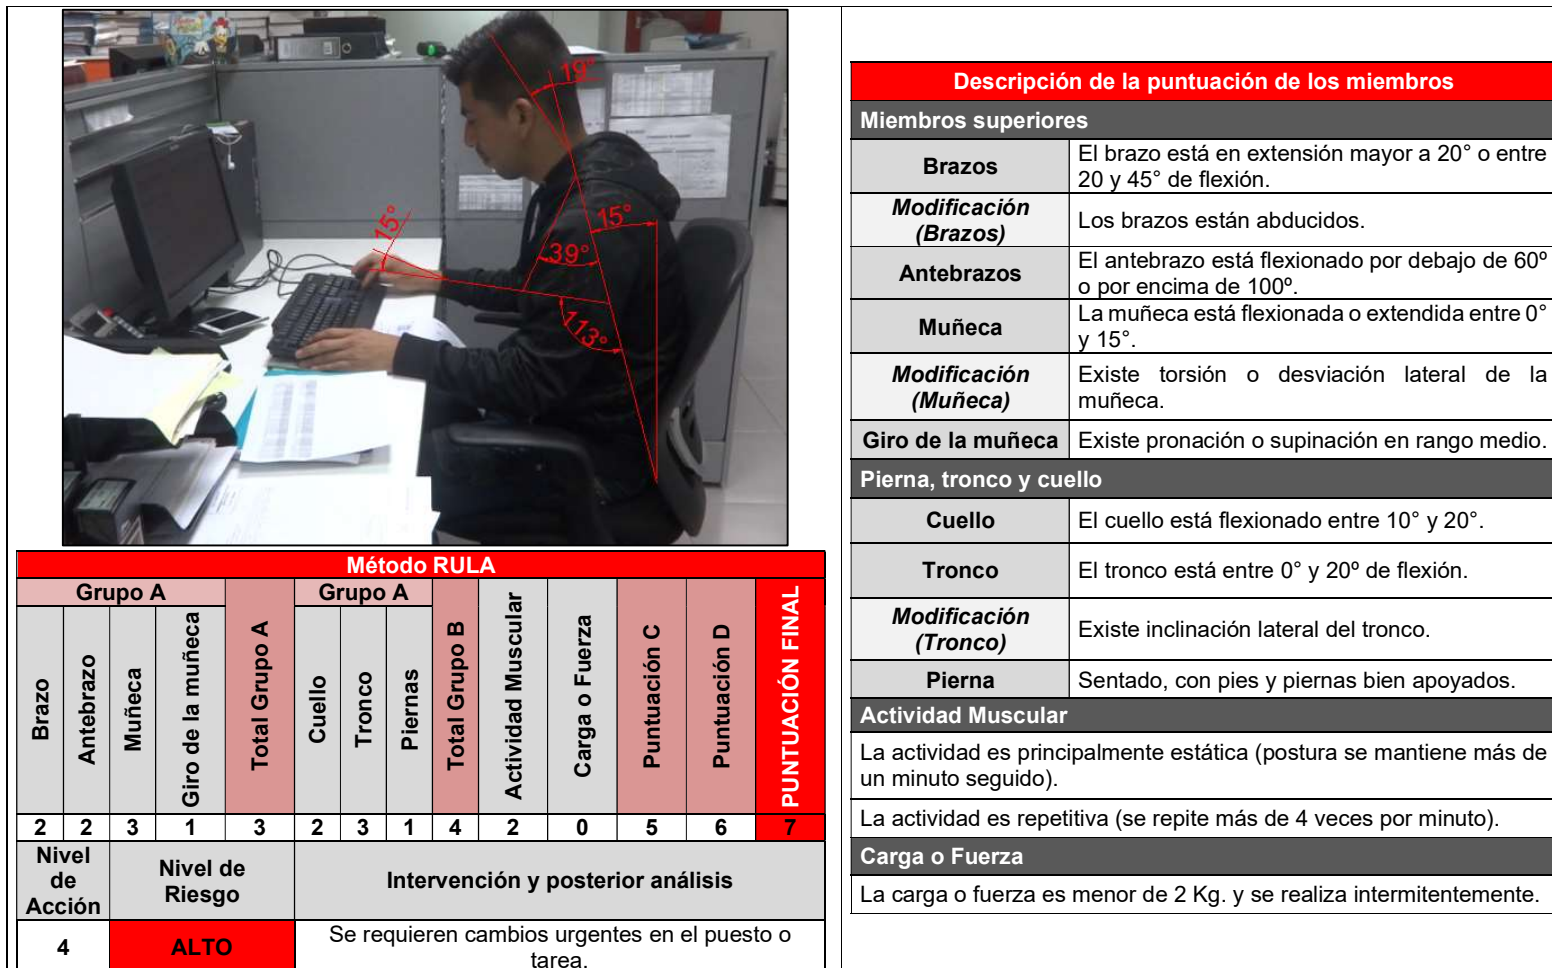 19°
15°
15°
39°
113°
Método RULA
Grupo A
Grupo A
Brazo
Antebrazo
Muñeca
Giro de la muñeca
Total Grupo A
Cuello
Tronco
Piernas
Total Grupo B
Actividad Muscular
Carga o Fuerza
Puntuación C
Puntuación D
PUNTUACIÓN FINAL
2 2 3 1 3 2 3 1 4 2 0 5 6 7
Nivel
de
Acción
Nivel de
Riesgo
Intervención y posterior análisis
4
ALTO
Se requieren cambios urgentes en el puesto o
tarea.
Descripción de la puntuación de los miembros
Miembros superiores
Brazos
El brazo está en extensión mayor a 20° o entre
20 y 45° de flexión.
Modificación
(Brazos)
Los brazos están abducidos.
Antebrazos
El antebrazo está flexionado por debajo de 60º
o por encima de 100º.
Muñeca
La muñeca está flexionada o extendida entre 0°
y 15°.
Modificación
(Muñeca)
Existe torsión o desviación lateral de la
muñeca.
Giro de la muñeca
Existe pronación o supinación en rango medio.
Pierna, tronco y cuello
Cuello
El cuello está flexionado entre 10° y 20°.
Tronco
El tronco está entre 0° y 20º de flexión.
Modificación
(Tronco)
Existe inclinación lateral del tronco.
Pierna
Sentado, con pies y piernas bien apoyados.
Actividad Muscular
La actividad es principalmente estática (postura se mantiene más de
un minuto seguido).
La actividad es repetitiva (se repite más de 4 veces por minuto).
Carga o Fuerza
La carga o fuerza es menor de 2 Kg. y se realiza intermitentemente.